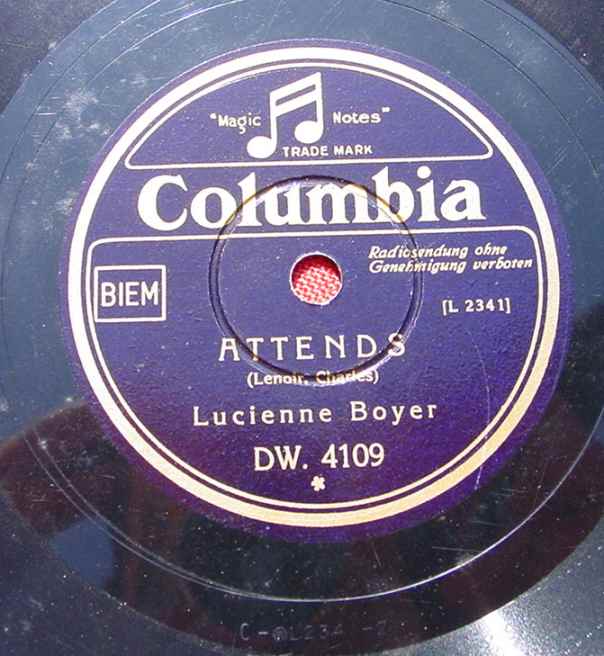 "Magic Notes"
TRADE MARK
Columbia
Radiosendung ohne
Genehmigung verboten
BIEM
[L 2341]
ATTENDS
(Lenoir, Charles)
Lucienne Boyer
DW. 4109